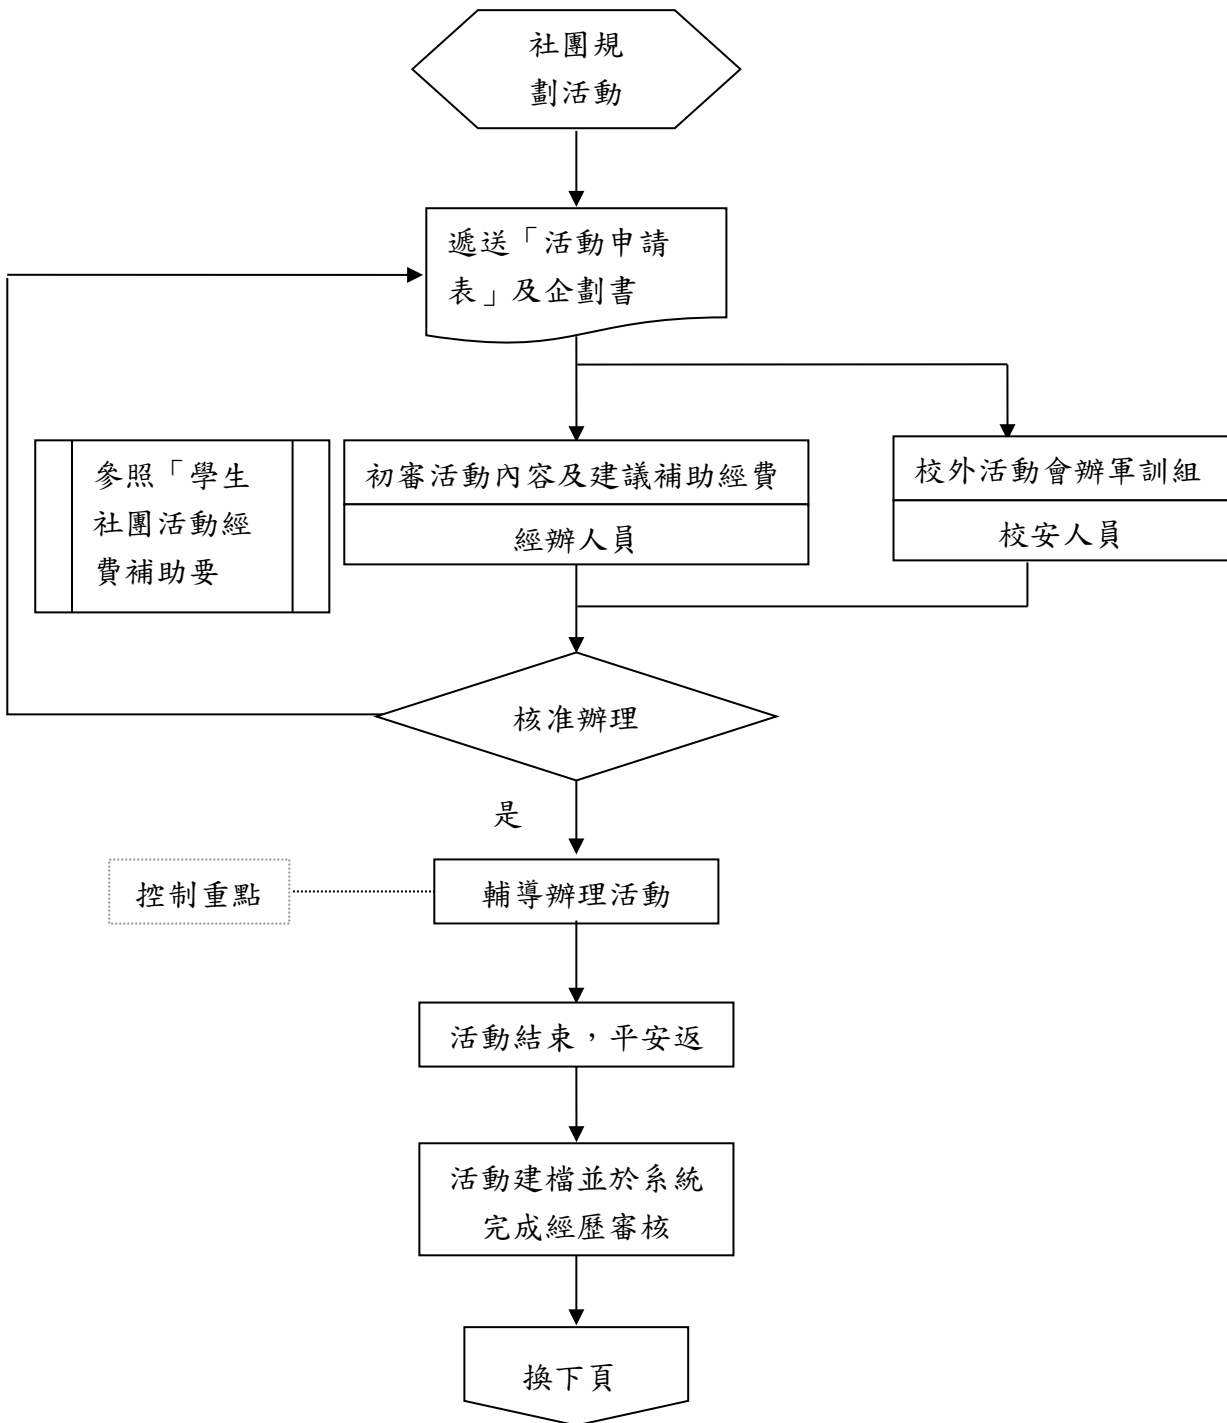 社團規
劃活動
遞送「活動申請
表」及企劃書
參照「學生
社團活動經
費補助要
初審活動內容及建議補助經費
經辦人員
校外活動會辦軍訓組
校安人員
核准辦理
是
控制重點
輔導辦理活動
活動結束，平安返
活動建檔並於系統
完成經歷審核
換下頁